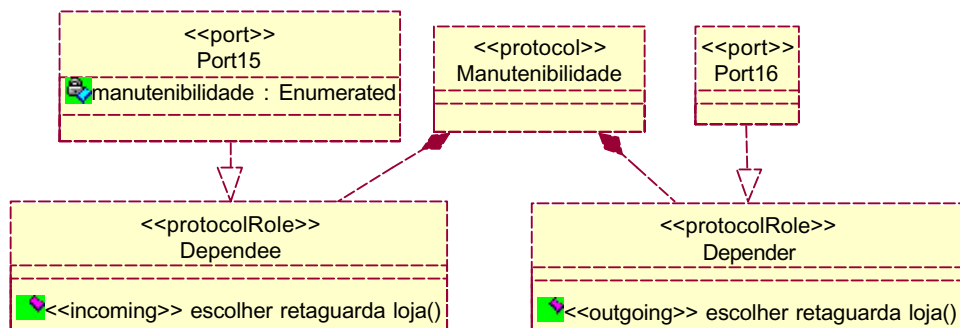 <<port>>
Port15
manutenibilidade : Enumerated
<<protocol>>
Manutenibilidade
<<port>>
Port16
<<protocolRole>>
Dependee
<<incoming>> escolher retaguarda loja()
<<protocolRole>>
Depender
<<outgoing>> escolher retaguarda loja()